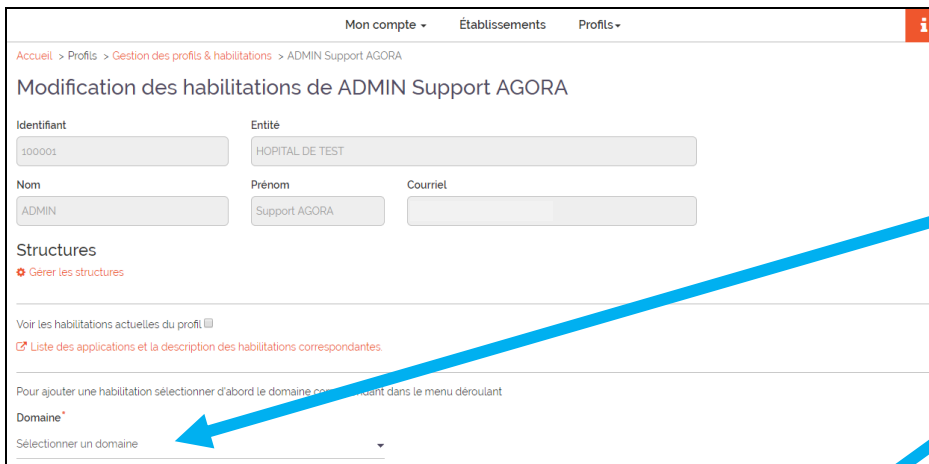 Mon compte Établissements Profils
i
Accueil > Profils > Gestion des profils & habilitations > ADMIN Support AGORA
Modification des habilitations de ADMIN Support AGORA
Identifiant Entité
100001 HOPITAL DE TEST
Nom Prénom Courriel
ADMIN Support AGORA
Structures
Gérer les structures
Voir les habilitations actuelles du profil
Liste des applications et la description des habilitations correspondantes.
Pour ajouter une habilitation sélectionner d'abord le domaine dans le menu déroulant
Domaine*
Sélectionner un domaine